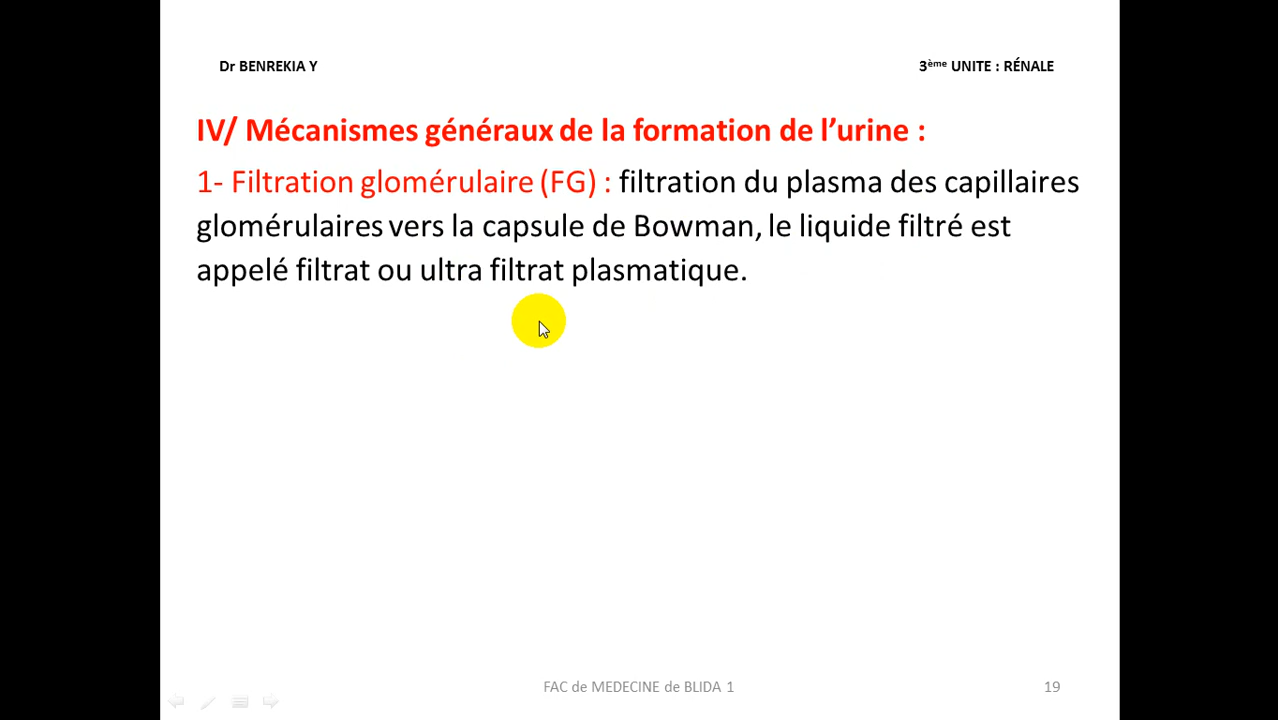 Dr BENREKIA Y
3ème UNITE : RÉNALE
IV/ Mécanismes généraux de la formation de l’urine :
1- Filtration glomérulaire (FG) : filtration du plasma des capillaires
glomérulaires vers la capsule de Bowman, le liquide filtré est
appelé filtrat ou ultra filtrat plasmatique.
FAC de MEDECINE de BLIDA 1
19